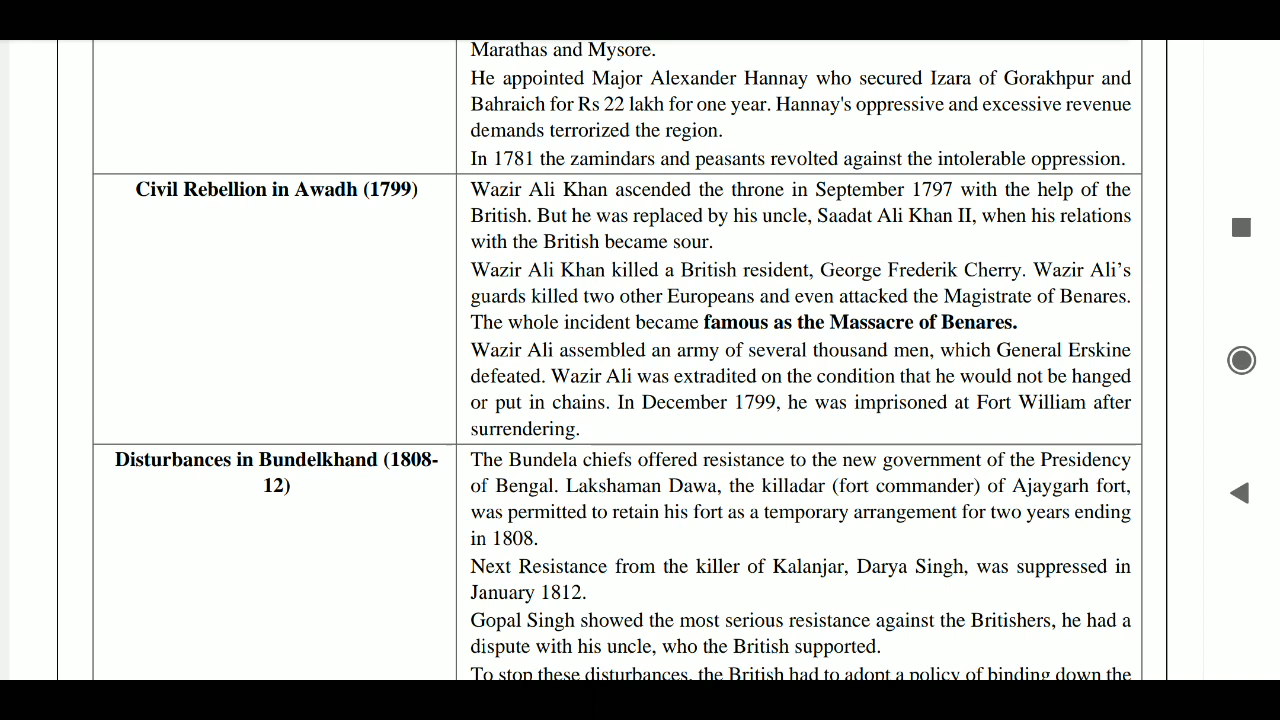 Marathas and Mysore.
He appointed Major Alexander Hannay who secured Izara of Gorakhpur and
Bahraich for Rs 22 lakh for one year. Hannay's oppressive and excessive revenue
demands terrorized the region.
In 1781 the zamindars and peasants revolted against the intolerable oppression.
Civil Rebellion in Awadh (1799)
Wazir Ali Khan ascended the throne in September 1797 with the help of the
British. But he was replaced by his uncle, Saadat Ali Khan II, when his relations
with the British became sour.
Wazir Ali Khan killed a British resident, George Frederik Cherry. Wazir Ali’s
guards killed two other Europeans and even attacked the Magistrate of Benares.
The whole incident became famous as the Massacre of Benares.
Wazir Ali assembled an army of several thousand men, which General Erskine
defeated. Wazir Ali was extradited on the condition that he would not be hanged
or put in chains. In December 1799, he was imprisoned at Fort William after
surrendering.
Disturbances in Bundelkhand (1808-
12)
The Bundela chiefs offered resistance to the new government of the Presidency
of Bengal. Lakshaman Dawa, the killadar (fort commander) of Ajaygarh fort,
was permitted to retain his fort as a temporary arrangement for two years ending
in 1808.
Next Resistance from the killer of Kalanjar, Darya Singh, was suppressed in
January 1812.
Gopal Singh showed the most serious resistance against the Britishers, he had a
dispute with his uncle, who the British supported.
To stop these disturbances, the British had to adopt a policy of binding down the